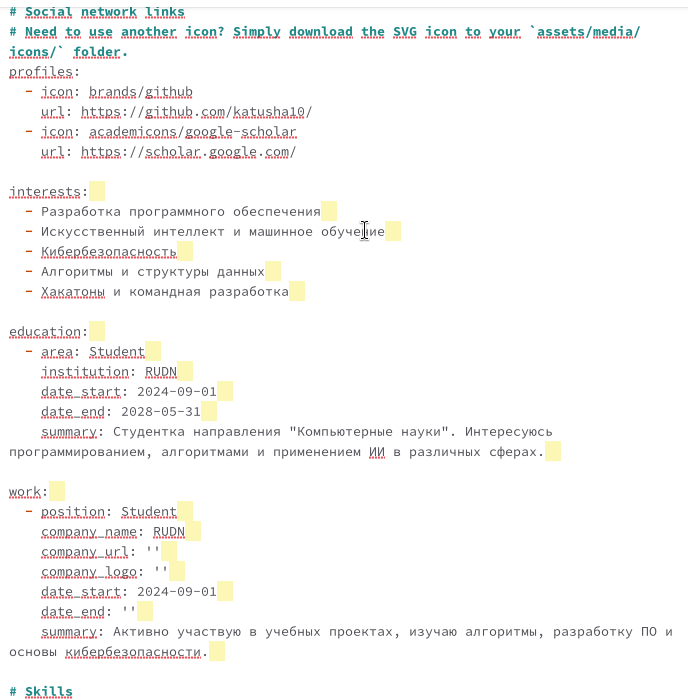 # Social network links
# Need to use another icon? Simply download the SVG icon to your `assets/media/
icons/` folder.
profiles:
  - icon: brands/github
    url: https://github.com/katusha10/
  - icon: academicons/google-scholar
    url: https://scholar.google.com/

interests:
  - Разработка программного обеспечения
  - Искусственный интеллект и машинное обучение
  - Кибербезопасность
  - Алгоритмы и структуры данных
  - Хакатоны и командная разработка

education:
  - area: Student
    institution: RUDN
    date_start: 2024-09-01
    date_end: 2028-05-31
    summary: Студентка направления "Компьютерные науки". Интересуюсь
программированием, алгоритмами и применением ИИ в различных сферах.

work:
  - position: Student
    company_name: RUDN
    company_url: ''
    company_logo: ''
    date_start: 2024-09-01
    date_end: ''
    summary: Активно участвую в учебных проектах, изучаю алгоритмы, разработку ПО и
основы кибербезопасности.

# Skills